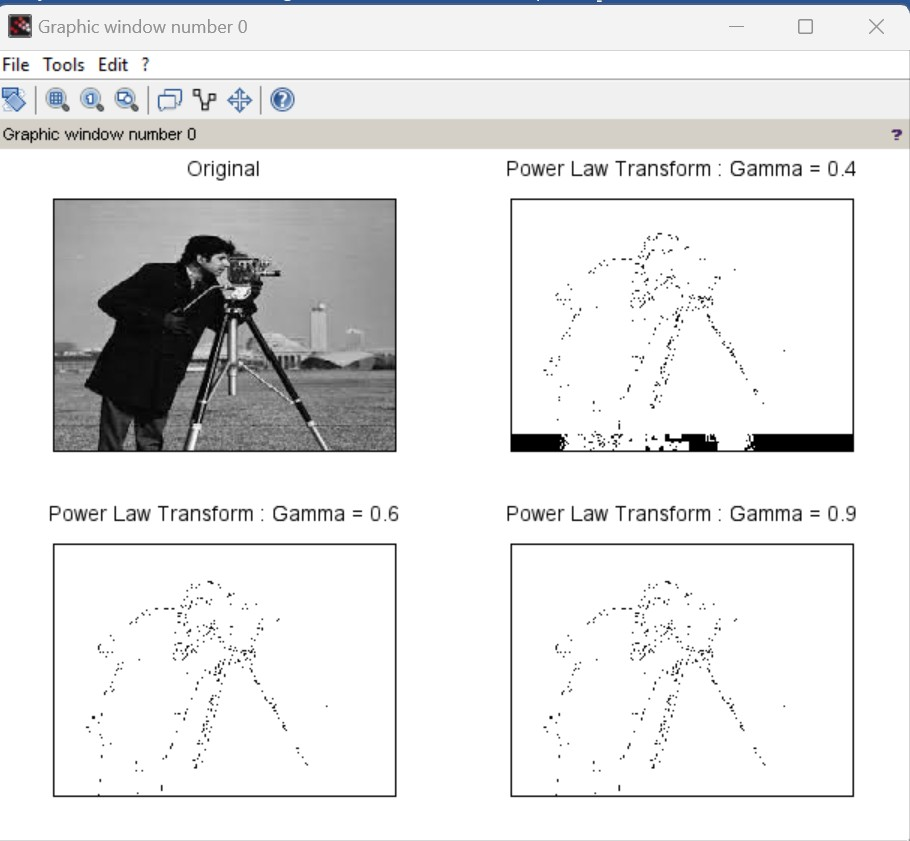 Graphic window number 0
File Tools Edit ?
Graphic window number 0 ?
Original
Power Law Transform : Gamma = 0.4
Power Law Transform : Gamma = 0.6
Power Law Transform : Gamma = 0.9